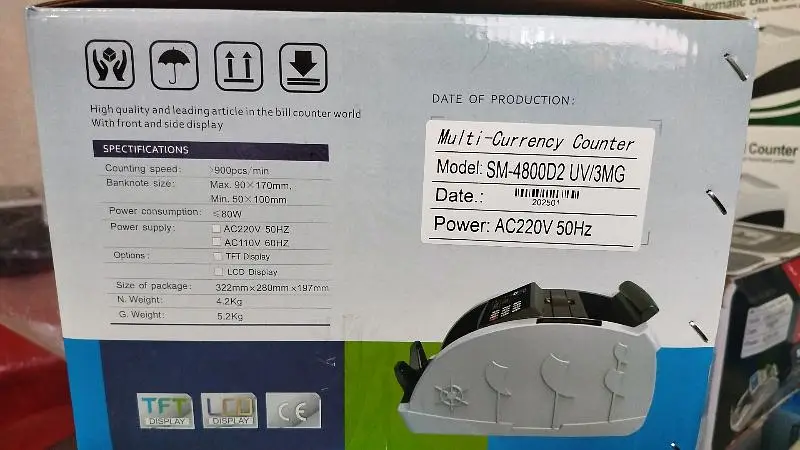 High quality and leading article in the bill counter world
With front and side display
SPECIFICATIONS
Counting speed: >900pcs/min
Banknote size: Max. 90×170mm,
Min. 50×100mm
Power consumption: ≤80W
Power supply: AC220V 50HZ
AC110V 60HZ
Options: TFT Display
LCD Display
Size of package: 322mm×280mm×197mm
N. Weight: 4.2Kg
G. Weight: 5.2Kg
TFT
DISPLAY
LCD
DISPLAY
CE
DATE OF PRODUCTION:
Multi-Currency Counter
Model: SM-4800D2 UV/3MG
Date.:
202501
Power: AC220V 50Hz
Automatic Bill
Counter